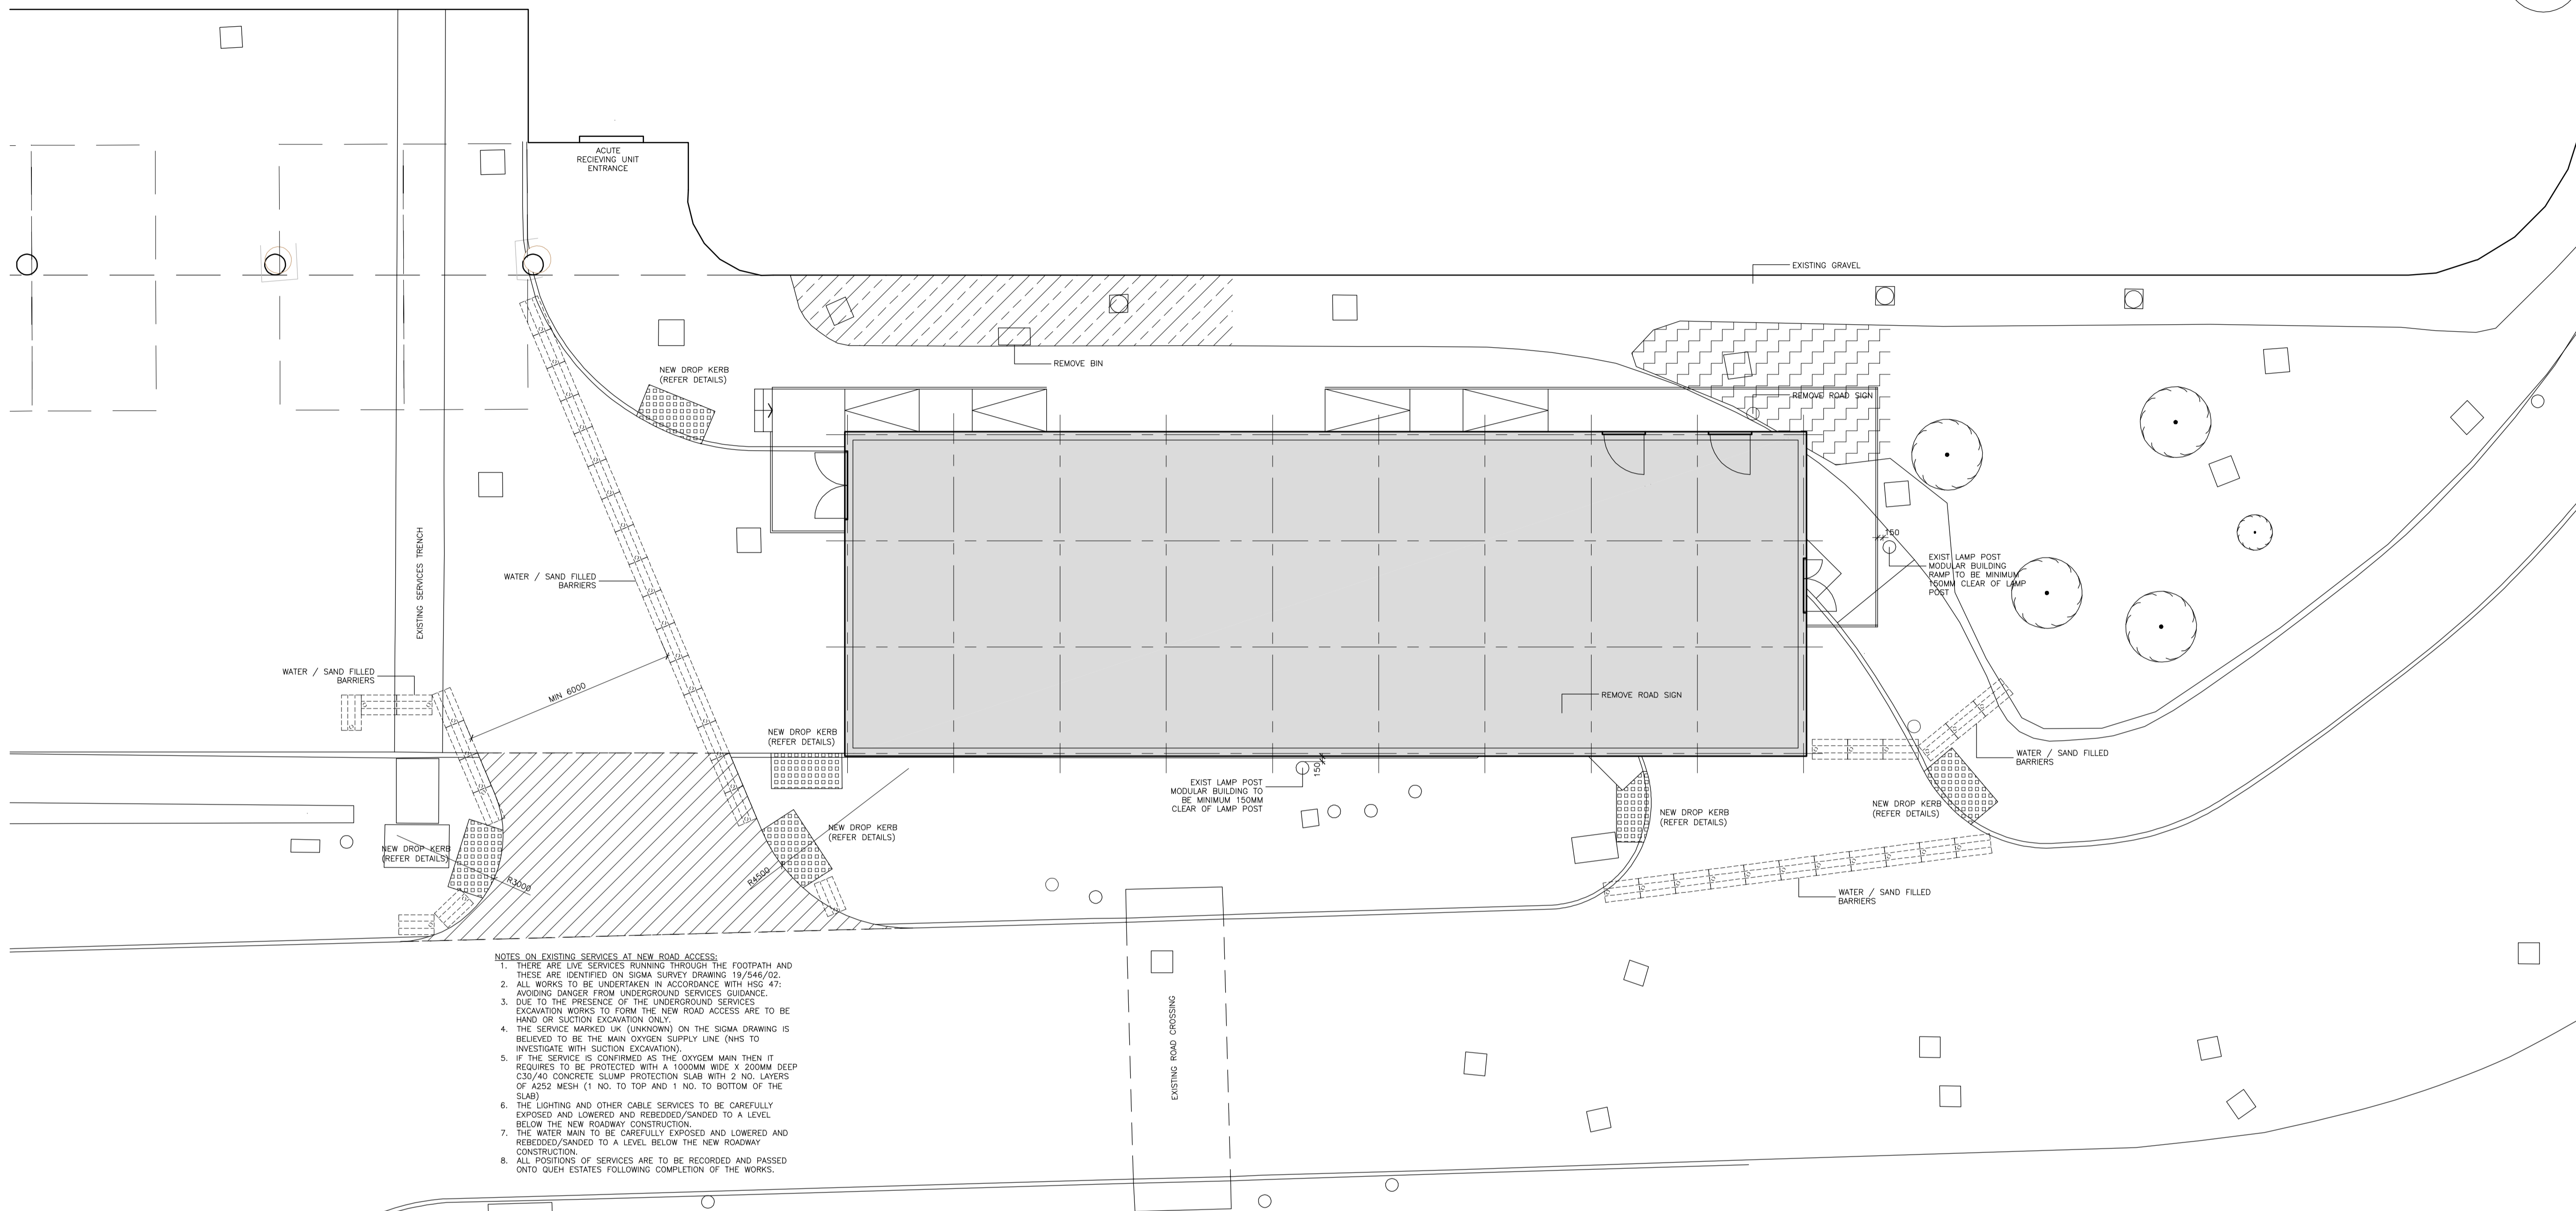 ACUTE
RECIEVING UNIT
ENTRANCE
EXISTING GRAVEL
REMOVE BIN
NEW DROP KERB
(REFER DETAILS)
REMOVE ROAD SIGN
150
EXIST LAMP POST
MODULAR BUILDING
RAMP TO BE MINIMUM
150MM CLEAR OF LAMP
POST
EXISTING SERVICES TRENCH
WATER / SAND FILLED
BARRIERS
WATER / SAND FILLED
BARRIERS
MIN 6000
REMOVE ROAD SIGN
NEW DROP KERB
(REFER DETAILS)
WATER / SAND FILLED
BARRIERS
150
EXIST LAMP POST
MODULAR BUILDING TO
BE MINIMUM 150MM
CLEAR OF LAMP POST
NEW DROP KERB
(REFER DETAILS)
NEW DROP KERB
(REFER DETAILS)
NEW DROP KERB
(REFER DETAILS)
NEW DROP KERB
(REFER DETAILS)
R3000
R4500
WATER / SAND FILLED
BARRIERS
NOTES ON EXISTING SERVICES AT NEW ROAD ACCESS:
1. THERE ARE LIVE SERVICES RUNNING THROUGH THE FOOTPATH AND
THESE ARE IDENTIFIED ON SIGMA SURVEY DRAWING 19/546/02.
2. ALL WORKS TO BE UNDERTAKEN IN ACCORDANCE WITH HSG 47:
AVOIDING DANGER FROM UNDERGROUND SERVICES GUIDANCE.
3. DUE TO THE PRESENCE OF THE UNDERGROUND SERVICES
EXCAVATION WORKS TO FORM THE NEW ROAD ACCESS ARE TO BE
HAND OR SUCTION EXCAVATION ONLY.
4. THE SERVICE MARKED UK (UNKNOWN) ON THE SIGMA DRAWING IS
BELIEVED TO BE THE MAIN OXYGEN SUPPLY LINE (NHS TO
INVESTIGATE WITH SUCTION EXCAVATION).
5. IF THE SERVICE IS CONFIRMED AS THE OXYGEM MAIN THEN IT
REQUIRES TO BE PROTECTED WITH A 1000MM WIDE X 200MM DEEP
C30/40 CONCRETE SLUMP PROTECTION SLAB WITH 2 NO. LAYERS
OF A252 MESH (1 NO. TO TOP AND 1 NO. TO BOTTOM OF THE
SLAB)
6. THE LIGHTING AND OTHER CABLE SERVICES TO BE CAREFULLY
EXPOSED AND LOWERED AND REBEDDED/SANDED TO A LEVEL
BELOW THE NEW ROADWAY CONSTRUCTION.
7. THE WATER MAIN TO BE CAREFULLY EXPOSED AND LOWERED AND
REBEDDED/SANDED TO A LEVEL BELOW THE NEW ROADWAY
CONSTRUCTION.
8. ALL POSITIONS OF SERVICES ARE TO BE RECORDED AND PASSED
ONTO QUEH ESTATES FOLLOWING COMPLETION OF THE WORKS.
EXISTING ROAD CROSSING